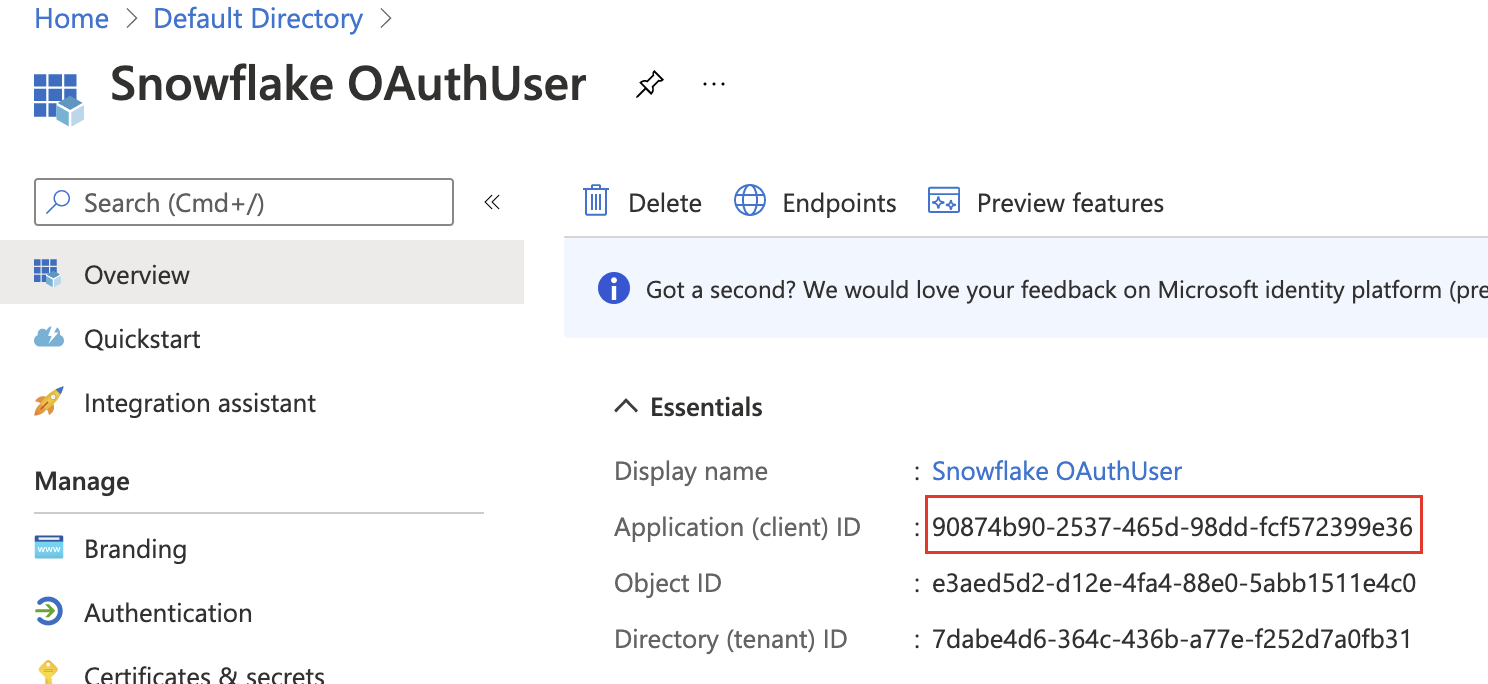 Home > Default Directory >
Snowflake OAuthUser ...
Search (Cmd+/) «
Delete Endpoints Preview features
Overview
Got a second? We would love your feedback on Microsoft identity platform (pre
Quickstart
Integration assistant
Essentials
Display name : Snowflake OAuthUser
Manage
Application (client) ID : 90874b90-2537-465d-98dd-fcf572399e36
www Branding
Object ID : e3aed5d2-d12e-4fa4-88e0-5abb1511e4c0
Authentication
Directory (tenant) ID : 7dabe4d6-364c-436b-a77e-f252d7a0fb31
Certificates & secrets